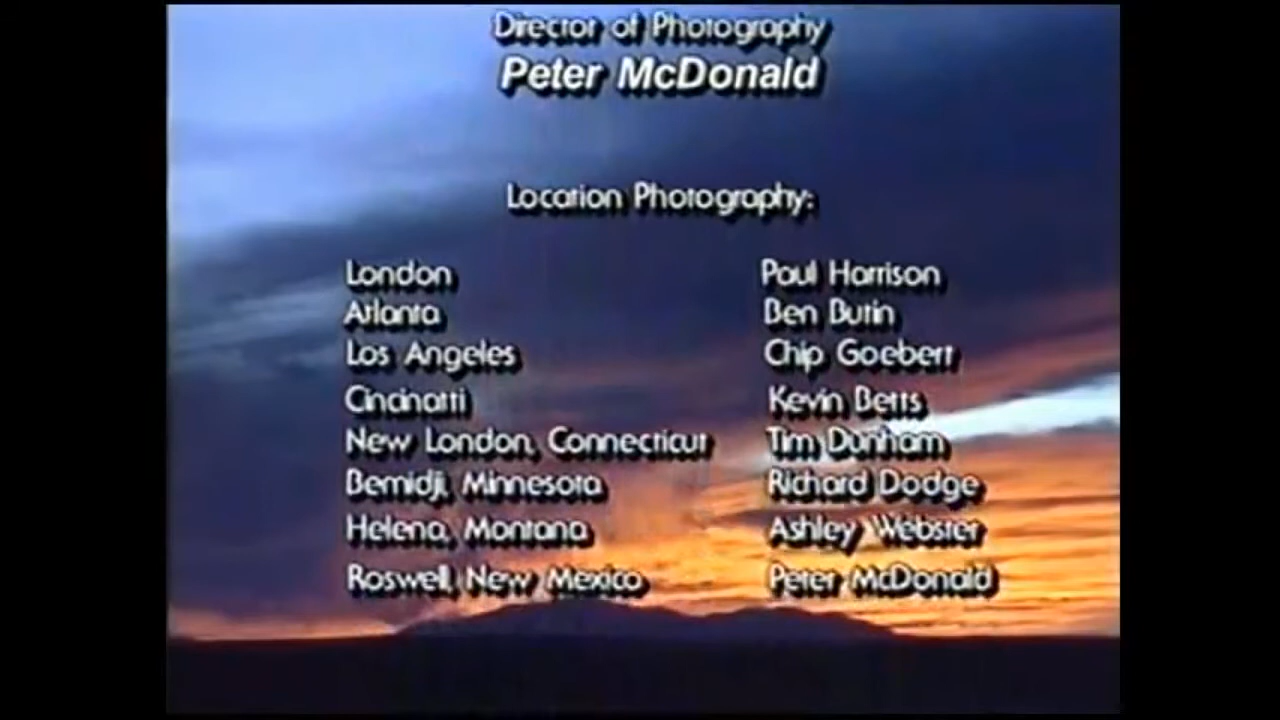 Director of Photography
Peter McDonald
Location Photography:
London Paul Harrison
Atlanta Ben Butin
Los Angeles Chip Goebert
Cincinatti Kevin Betts
New London, Connecticut Tim Dunham
Bemidji, Minnesota Richard Dodge
Helena, Montana Ashley Webster
Roswell, New Mexico Peter McDonald